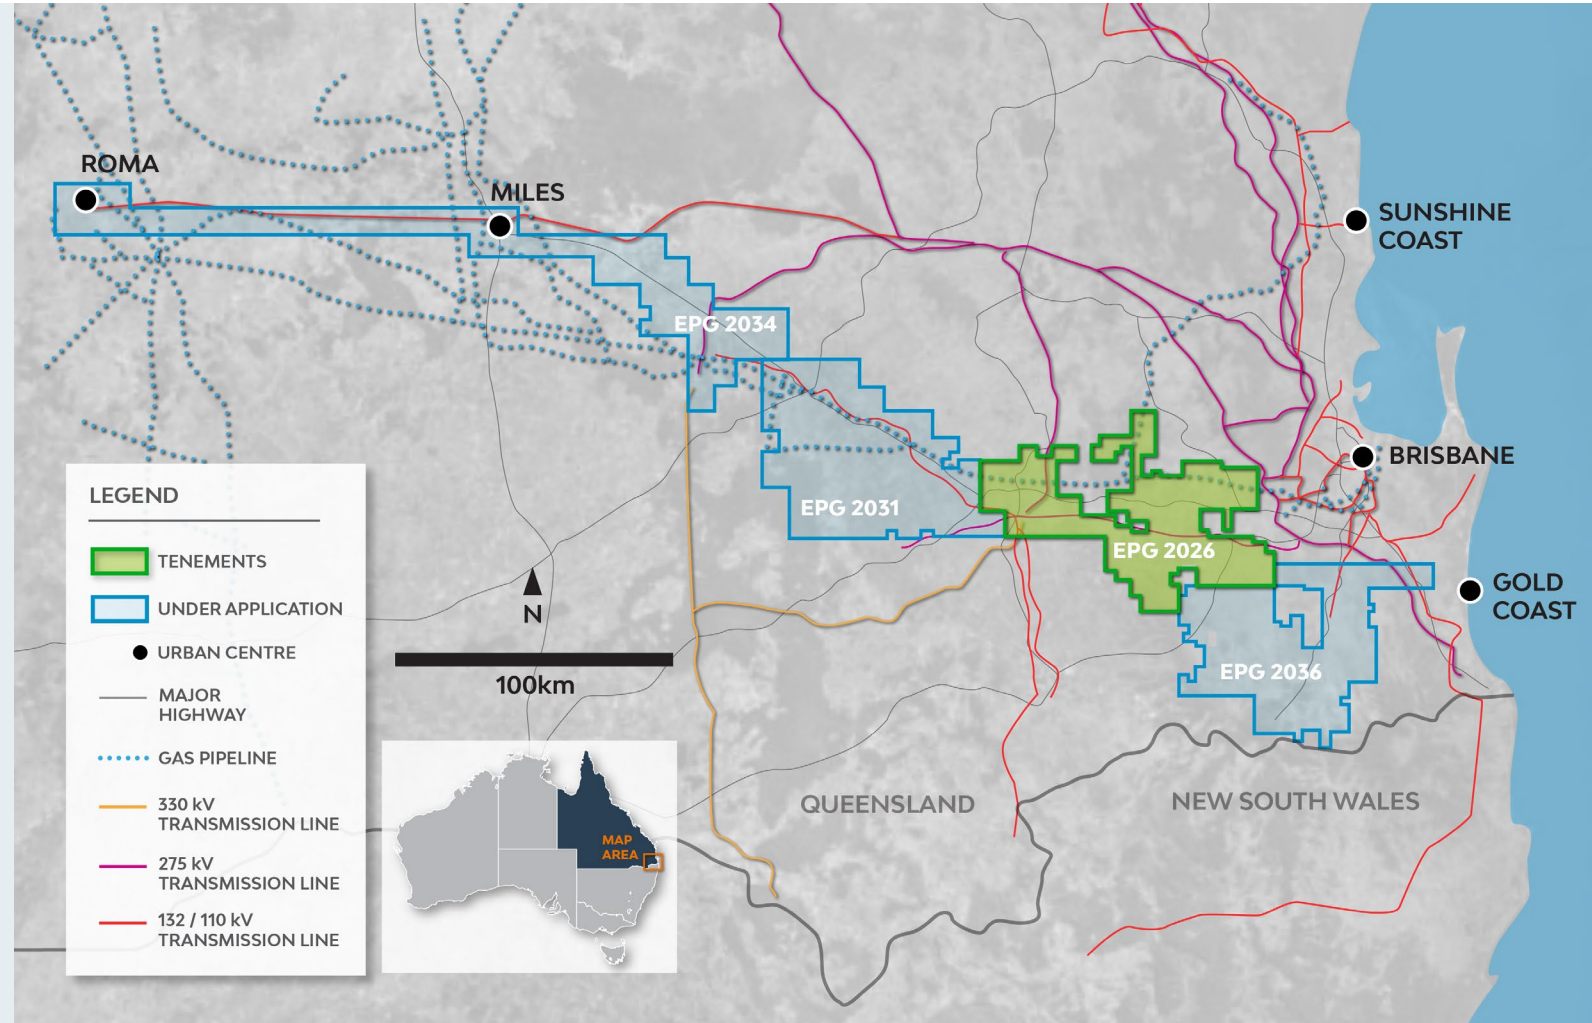 ROMA
MILES
SUNSHINE
COAST
EPG 2034
BRISBANE
EPG 2031
EPG 2026
GOLD
COAST
EPG 2036
N
100km
QUEENSLAND
NEW SOUTH WALES
LEGEND
TENEMENTS
UNDER APPLICATION
URBAN CENTRE
MAJOR
HIGHWAY
GAS PIPELINE
330 kV
TRANSMISSION LINE
275 kV
TRANSMISSION LINE
132 / 110 kV
TRANSMISSION LINE
MAP
AREA